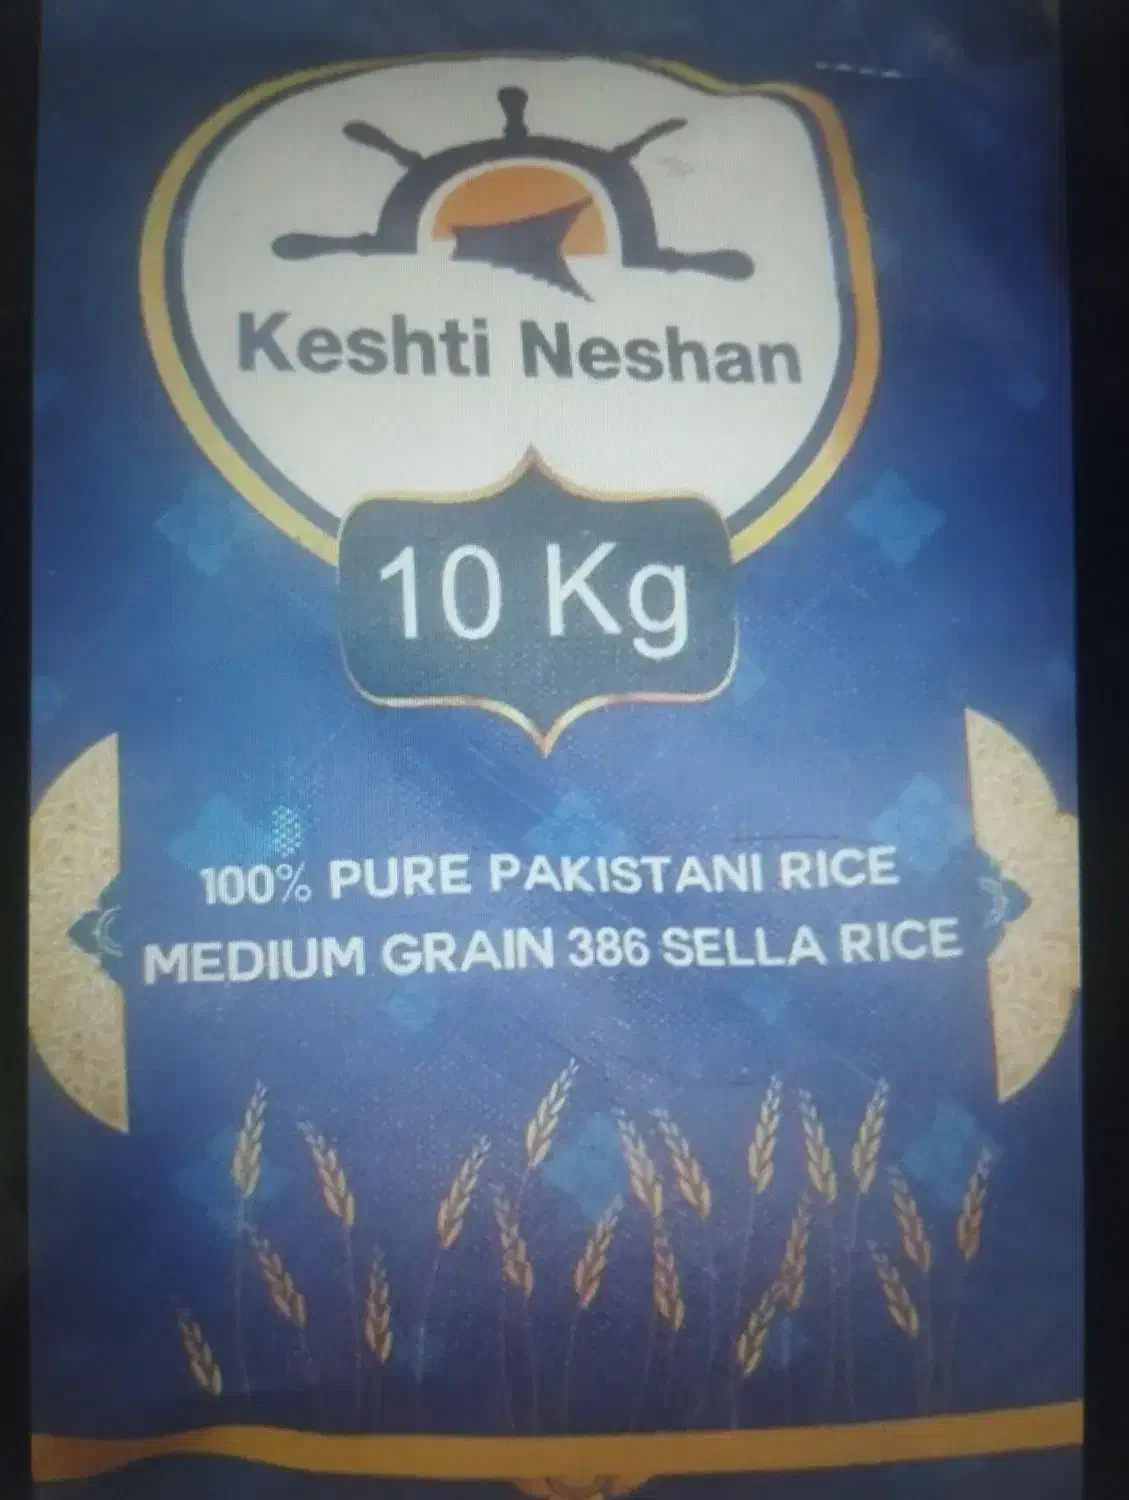 Keshti Neshan
10 Kg
100% PURE PAKISTANI RICE
MEDIUM GRAIN 386 SELLA RICE